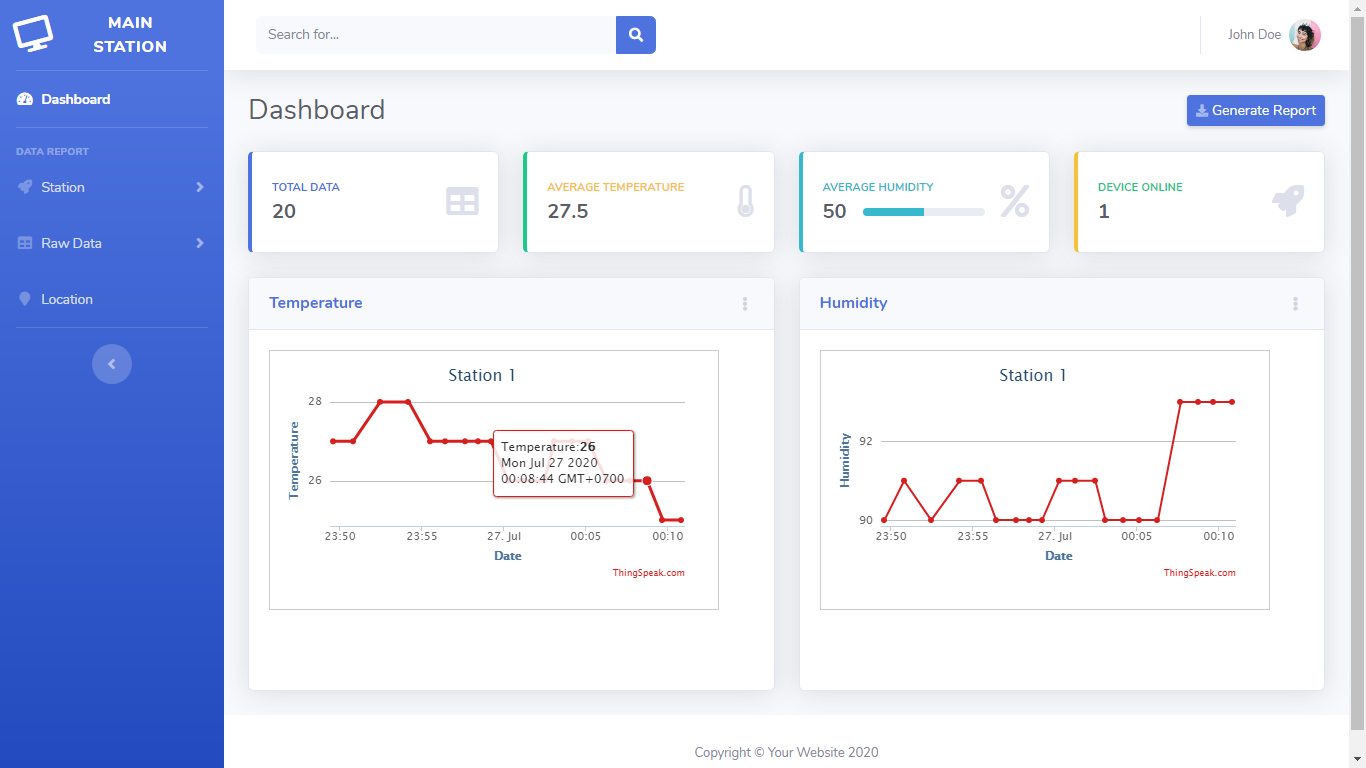 MAIN
STATION
Search for...
John Doe
Dashboard
DATA REPORT
Station
Raw Data
Location
Dashboard
Generate Report
TOTAL DATA
20
AVERAGE TEMPERATURE
27.5
AVERAGE HUMIDITY
50
DEVICE ONLINE
1
Temperature
Station 1
Temperature
28
26
Temperature:26
Mon Jul 27 2020
00:08:44 GMT+0700
23:50 23:55 27. Jul 00:05 00:10
Date
ThingSpeak.com
Humidity
Station 1
Humidity
92
90
23:50 23:55 27. Jul 00:05 00:10
Date
ThingSpeak.com
Copyright © Your Website 2020